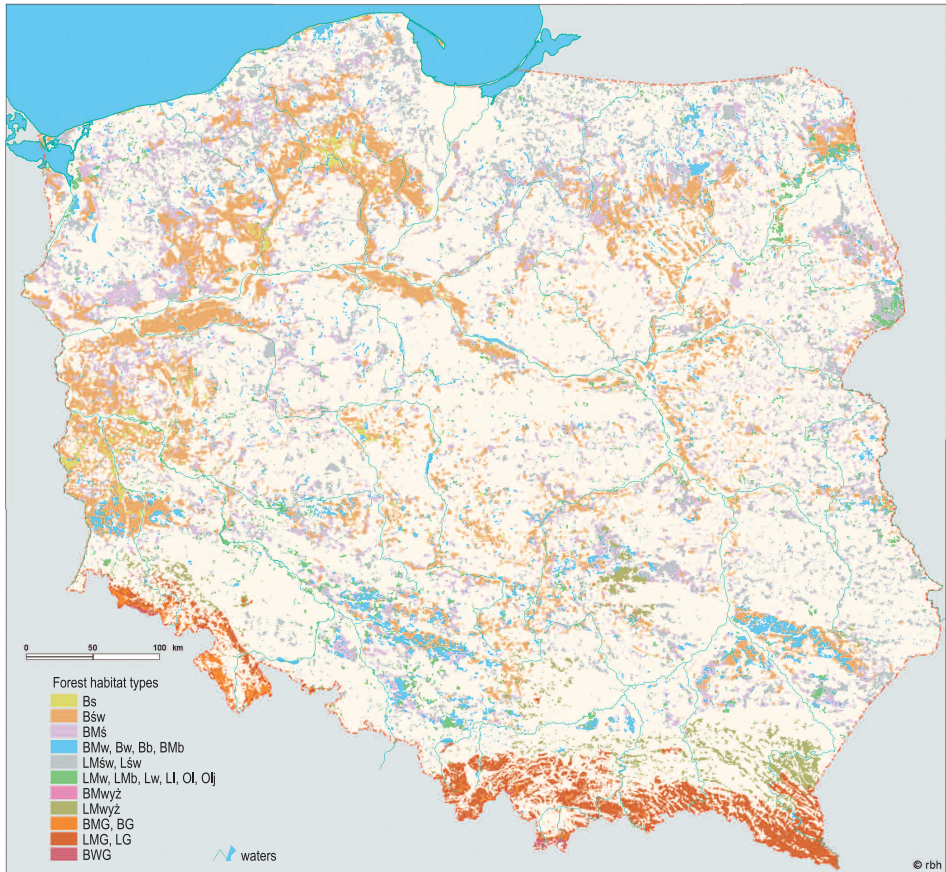 0 50 100 km
Forest habitat types
Bs
Bśw
BMś
BMw, Bw, Bb, BMb
LMśw, Lśw
LMw, LMb, Lw, Ll, Ol, Olj
BMwyż
LMwyż
BMG, BG
LMG, LG
BWG
waters
© rbh